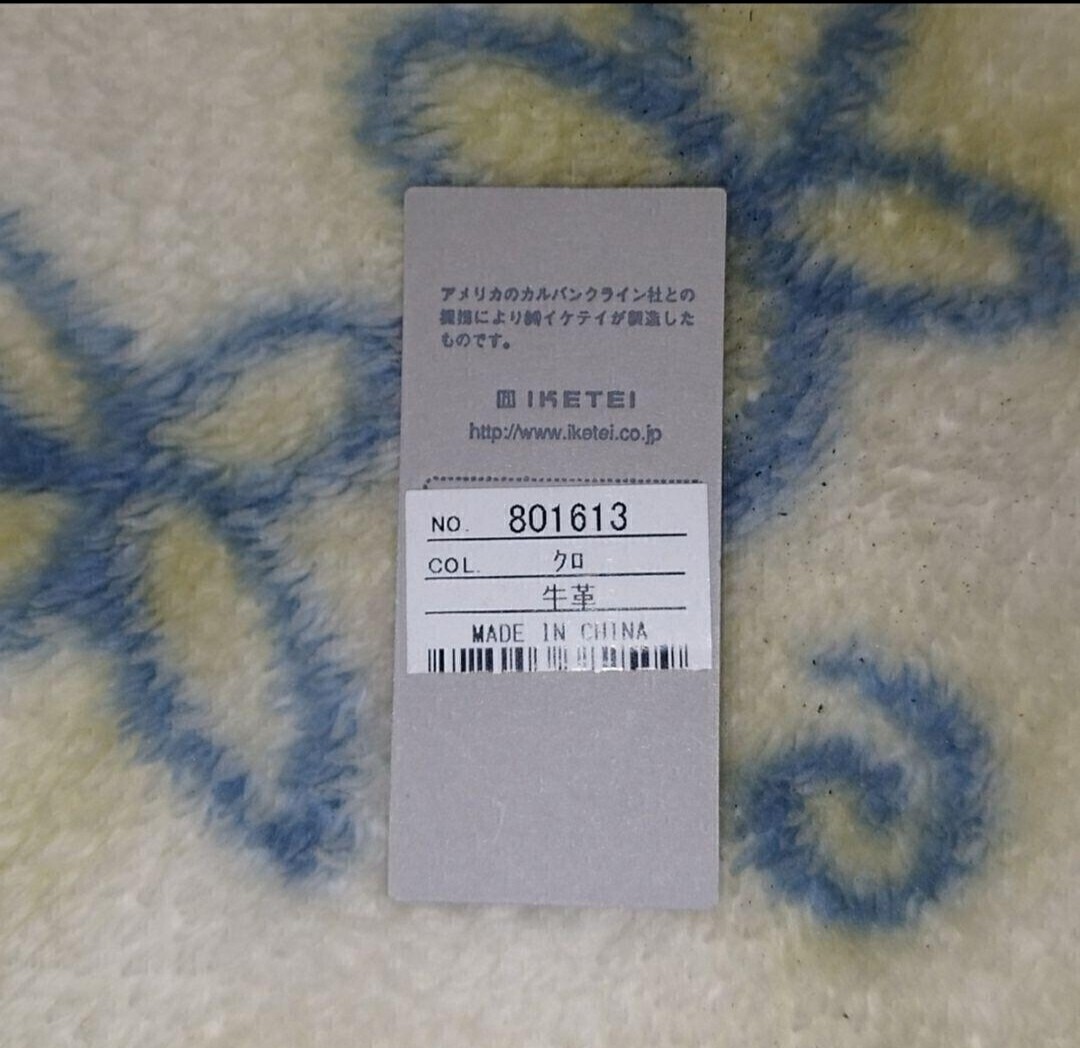 アメリカのカルバンクライン社との
提携により㈱イケテイが製造した
ものです。
IKETEI
http://www.iketei.co.jp
NO. 801613
COL. クロ
牛革
MADE IN CHINA